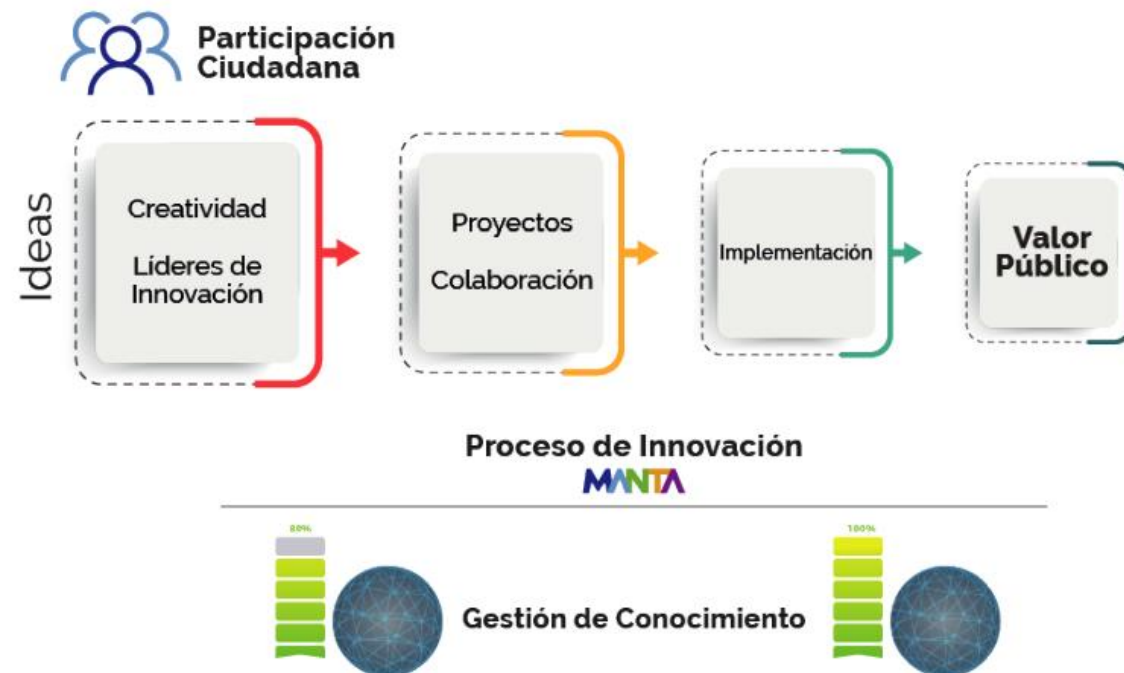 Participación
Ciudadana
Ideas
Creatividad
Líderes de
Innovación
Proyectos
Colaboración
Implementación
Valor
Público
Proceso de Innovación
MANTA
80%
100%
Gestión de Conocimiento